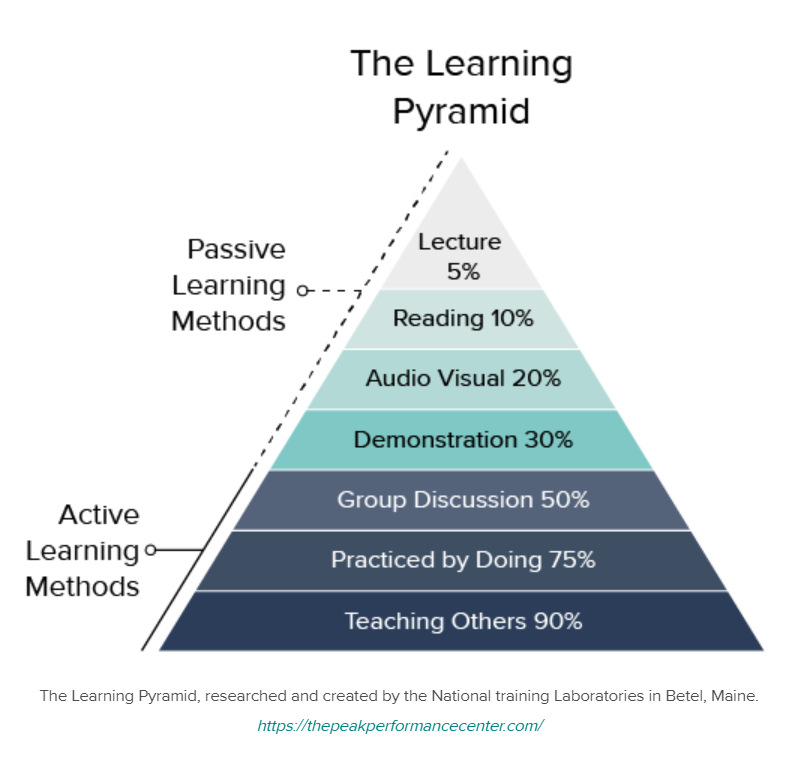 The Learning
Pyramid
Passive
Learning
Methods
Lecture
5%
Reading 10%
Audio Visual 20%
Demonstration 30%
Active
Learning
Methods
Group Discussion 50%
Practiced by Doing 75%
Teaching Others 90%
The Learning Pyramid, researched and created by the National training Laboratories in Betel, Maine.
https://thepeakperformancecenter.com/